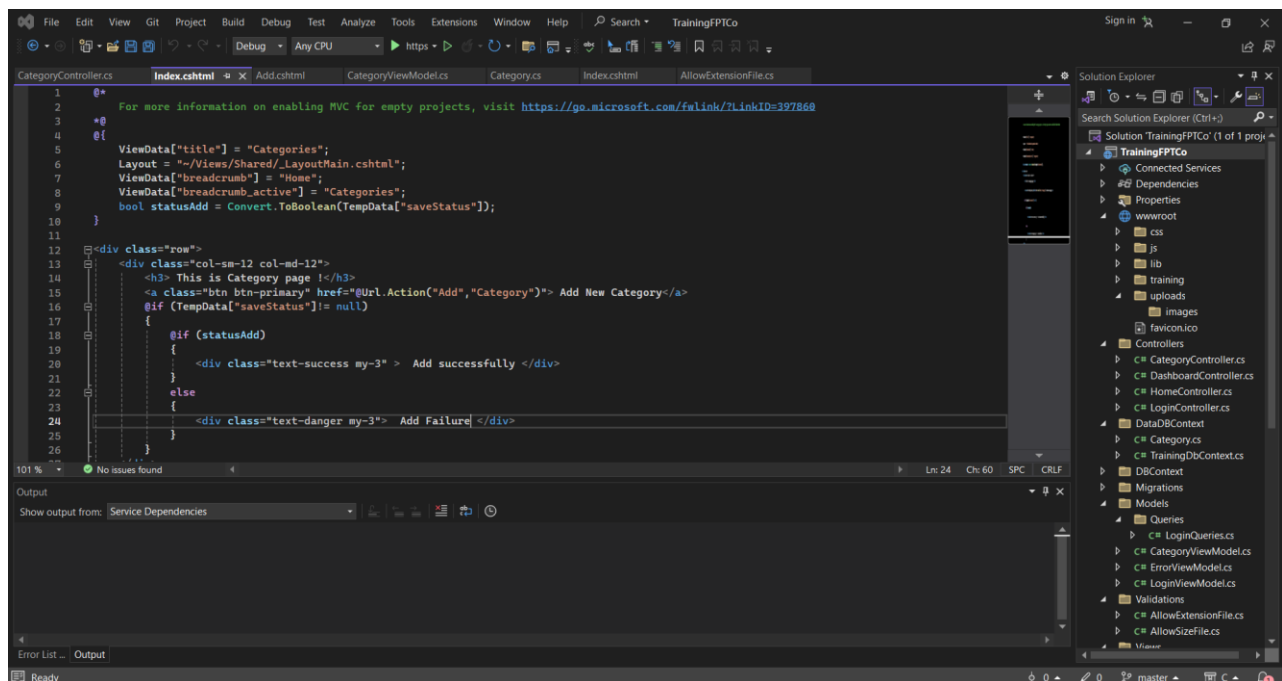 File Edit View Git Project Build Debug Test Analyze Tools Extensions Window Help Search TrainingFPTCo Sign in
Debug Any CPU https
CategoryController.cs Index.cshtml Add.cshtml CategoryViewModel.cs Category.cs Index.cshtml AllowExtensionFile.cs
1 @*
2 For more information on enabling MVC for empty projects, visit https://go.microsoft.com/fwlink/?LinkID=397860
3 *@
4 @{
5 ViewData["title"] = "Categories";
6 Layout = "~/Views/Shared/_LayoutMain.cshtml";
7 ViewData["breadcrumb"] = "Home";
8 ViewData["breadcrumb_active"] = "Categories";
9 bool statusAdd = Convert.ToBoolean(TempData["saveStatus"]);
10 }
11
12 <div class="row">
13 <div class="col-sm-12 col-md-12">
14 <h3> This is Category page !</h3>
15 <a class="btn btn-primary" href="@Url.Action("Add","Category")"> Add New Category</a>
16 @if (TempData["saveStatus"]!= null)
17 {
18 @if (statusAdd)
19 {
20 <div class="text-success my-3" > Add successfully </div>
21 }
22 else
23 {
24 <div class="text-danger my-3"> Add Failure </div>
25 }
26 }
101 % No issues found Ln: 24 Ch: 60 SPC CRLF
Output
Show output from: Service Dependencies
Error List ... Output
Solution Explorer
Search Solution Explorer (Ctrl+;)
Solution 'TrainingFPTCo' (1 of 1 proje
TrainingFPTCo
Connected Services
Dependencies
Properties
wwwroot
css
js
lib
training
uploads
images
favicon.ico
Controllers
C# CategoryController.cs
C# DashboardController.cs
C# HomeController.cs
C# LoginController.cs
DataDBContext
C# Category.cs
C# TrainingDbContext.cs
DBContext
Migrations
Models
Queries
C# LoginQueries.cs
C# CategoryViewModel.cs
C# ErrorViewModel.cs
C# LoginViewModel.cs
Validations
C# AllowExtensionFile.cs
C# AllowSizeFile.cs
Views
Ready 0 0 master C